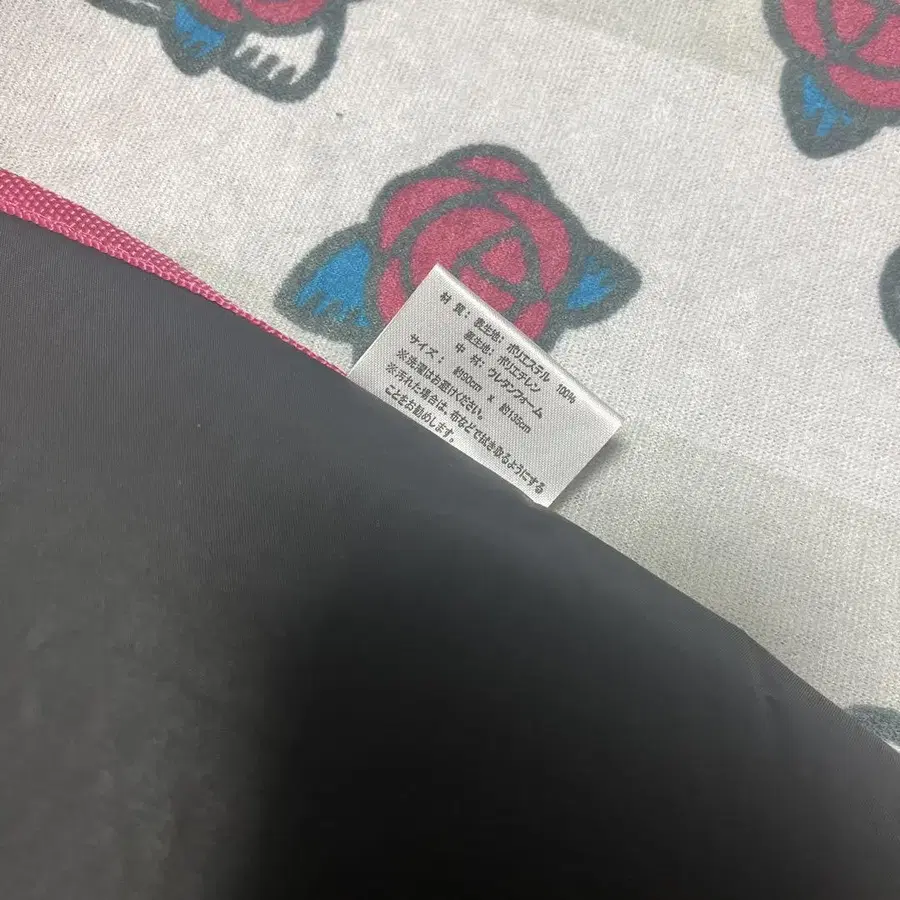 材 質： 表生地：ポリエステル 100%
裏生地：ポリエチレン
中 材：ウレタンフォーム
サイズ： 約90cm x 約135cm
※洗濯はお避けください。
※汚れた場合は、布などで拭き取るようにする
ことをお勧めします。